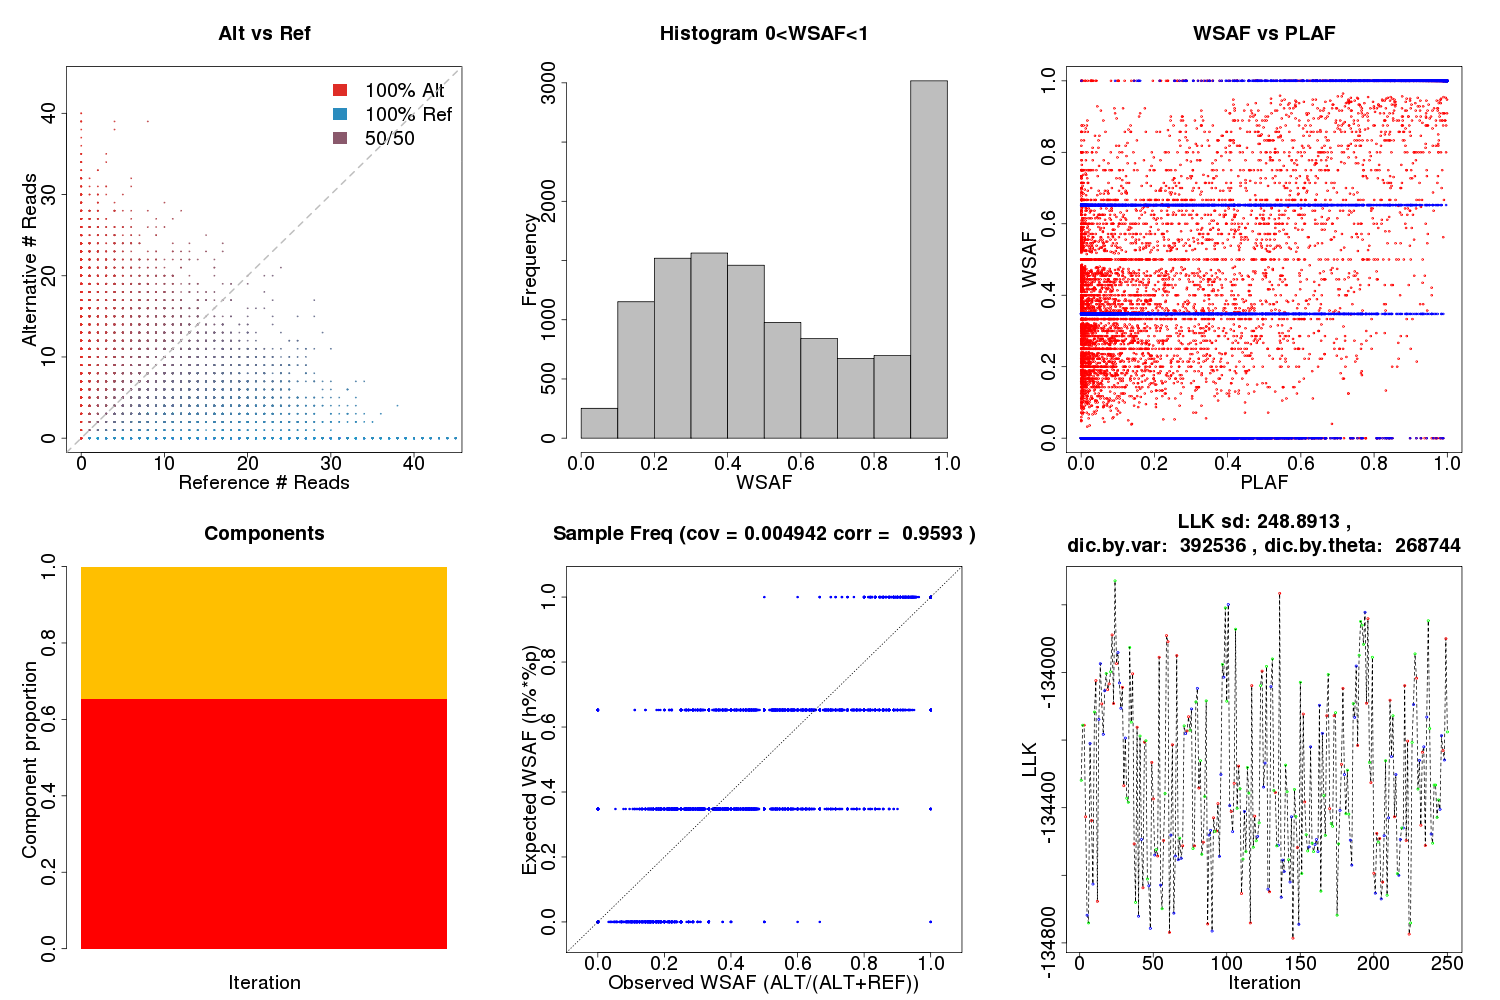 Alt vs Ref
Alternative # Reads
0 10 20 30 40
100% Alt
100% Ref
50/50
0 10 20 30 40
Reference # Reads
Histogram 0<WSAF<1
Frequency
0 500 1000 2000 3000
0.0 0.2 0.4 0.6 0.8 1.0
WSAF
WSAF vs PLAF
WSAF
0.0 0.2 0.4 0.6 0.8 1.0
0.0 0.2 0.4 0.6 0.8 1.0
PLAF
Components
Component proportion
0.0 0.2 0.4 0.6 0.8 1.0
Iteration
Sample Freq (cov = 0.004942 corr = 0.9593 )
Expected WSAF (h%*%p)
0.0 0.2 0.4 0.6 0.8 1.0
0.0 0.2 0.4 0.6 0.8 1.0
Observed WSAF (ALT/(ALT+REF))
LLK sd: 248.8913 ,
dic.by.var: 392536 , dic.by.theta: 268744
LLK
-134800 -134400 -134000
0 50 100 150 200 250
Iteration